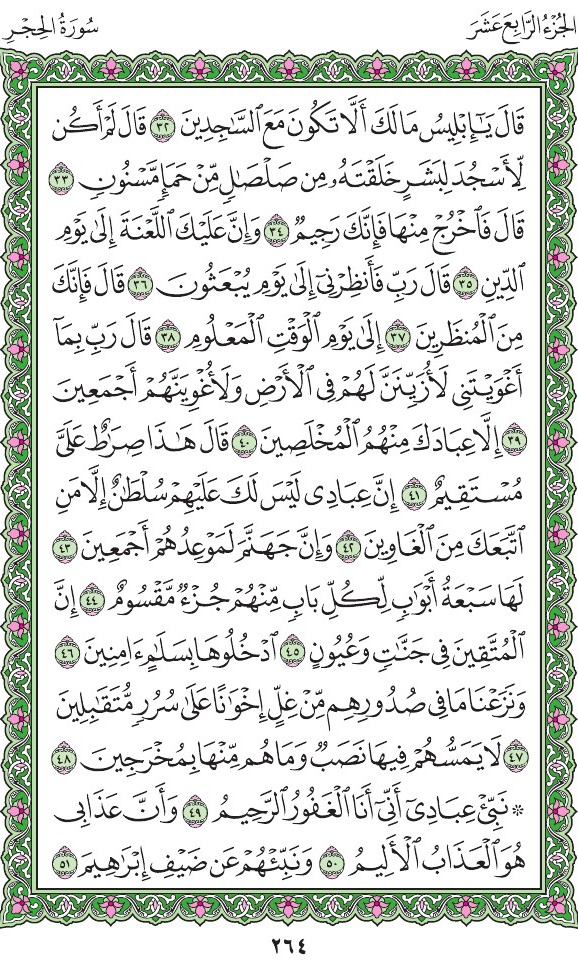 الجزء الرابع عشر
سورة الحجر
قَالَ يَٰٓإِبْلِيسُ مَا لَكَ أَلَّا تَكُونَ مَعَ ٱلسَّٰجِدِينَ ٣٢ قَالَ لَمْ أَكُن
لِّأَسْجُدَ لِبَشَرٍ خَلَقْتَهُۥ مِن صَلْصَٰلٍ مِّنْ حَمَإٍ مَّسْنُونٍ ٣٣
قَالَ فَٱخْرُجْ مِنْهَا فَإِنَّكَ رَجِيمٌ ٣٤ وَإِنَّ عَلَيْكَ ٱللَّعْنَةَ إِلَىٰ يَوْمِ
ٱلدِّينِ ٣٥ قَالَ رَبِّ فَأَنظِرْنِىٓ إِلَىٰ يَوْمِ يُبْعَثُونَ ٣٦ قَالَ فَإِنَّكَ
مِنَ ٱلْمُنظَرِينَ ٣٧ إِلَىٰ يَوْمِ ٱلْوَقْتِ ٱلْمَعْلُومِ ٣٨ قَالَ رَبِّ بِمَآ
أَغْوَيْتَنِى لَأُزَيِّنَنَّ لَهُمْ فِى ٱلْأَرْضِ وَلَأُغْوِيَنَّهُمْ أَجْمَعِينَ
٣٩ إِلَّا عِبَادَكَ مِنْهُمُ ٱلْمُخْلَصِينَ ٤٠ قَالَ هَٰذَا صِرَٰطٌ عَلَىَّ
مُسْتَقِيمٌ ٤١ إِنَّ عِبَادِى لَيْسَ لَكَ عَلَيْهِمْ سُلْطَٰنٌ إِلَّا مَنِ
ٱتَّبَعَكَ مِنَ ٱلْغَاوِينَ ٤٢ وَإِنَّ جَهَنَّمَ لَمَوْعِدُهُمْ أَجْمَعِينَ ٤٣
لَهَا سَبْعَةُ أَبْوَٰبٍ لِّكُلِّ بَابٍ مِّنْهُمْ جُزْءٌ مَّقْسُومٌ ٤٤ إِنَّ
ٱلْمُتَّقِينَ فِى جَنَّٰتٍ وَعُيُونٍ ٤٥ ٱدْخُلُوهَا بِسَلَٰمٍ ءَامِنِينَ ٤٦
وَنَزَعْنَا مَا فِى صُدُورِهِم مِّنْ غِلٍّ إِخْوَٰنًا عَلَىٰ سُرُرٍ مُّتَقَٰبِلِينَ
٤٧ لَا يَمَسُّهُمْ فِيهَا نَصَبٌ وَمَا هُم مِّنْهَا بِمُخْرَجِينَ ٤٨
۞ نَبِّئْ عِبَادِىٓ أَنِّىٓ أَنَا ٱلْغَفُورُ ٱلرَّحِيمُ ٤٩ وَأَنَّ عَذَابِى
هُوَ ٱلْعَذَابُ ٱلْأَلِيمُ ٥٠ وَنَبِّئْهُمْ عَن ضَيْفِ إِبْرَٰهِيمَ ٥١
٢٦٤